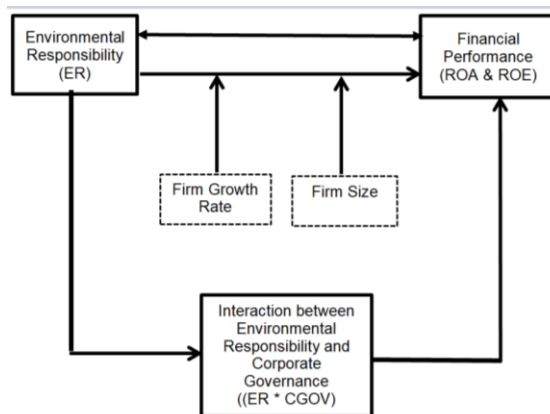 Environmental
Responsibility
(ER)
Financial
Performance
(ROA & ROE)
Firm Growth
Rate
Firm Size
Interaction between
Environmental
Responsibility and
Corporate
Governance
((ER * CGOV)